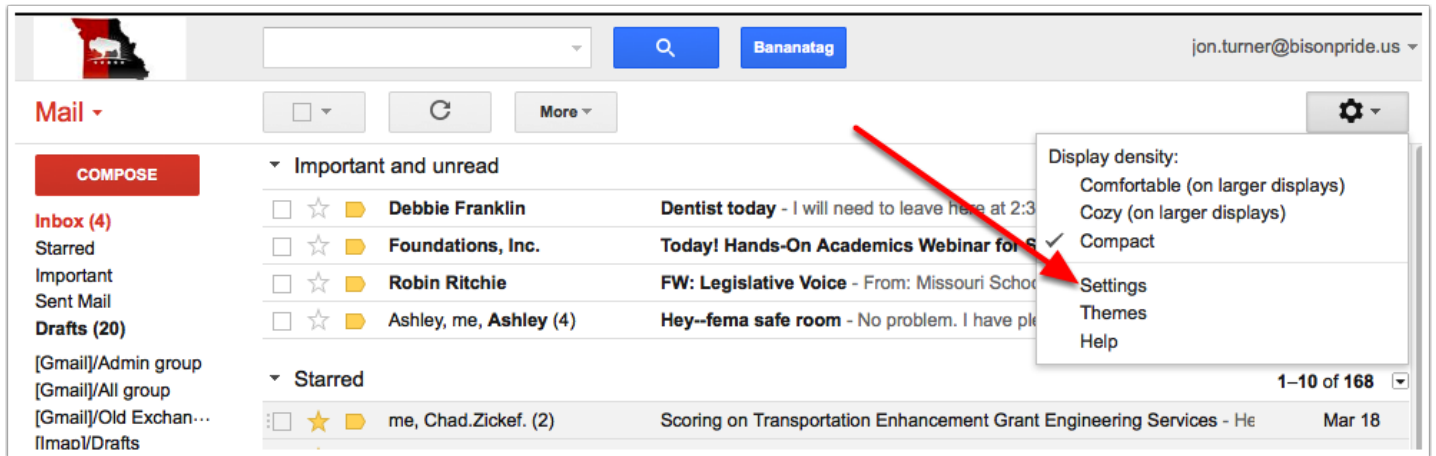 Bananatag
jon.turner@bisonpride.us
Mail
More
COMPOSE
Inbox (4)
Starred
Important
Sent Mail
Drafts (20)
[Gmail]/Admin group
[Gmail]/All group
[Gmail]/Old Exchan···
[Imap]/Drafts
Important and unread
Debbie Franklin Dentist today - I will need to leave here at 2:3
Foundations, Inc. Today! Hands-On Academics Webinar for S
Robin Ritchie FW: Legislative Voice - From: Missouri Schoo
Ashley, me, Ashley (4) Hey--fema safe room - No problem. I have ple
Starred
1–10 of 168
me, Chad.Zickef. (2) Scoring on Transportation Enhancement Grant Engineering Services - He Mar 18
Display density:
Comfortable (on larger displays)
Cozy (on larger displays)
Compact
Settings
Themes
Help